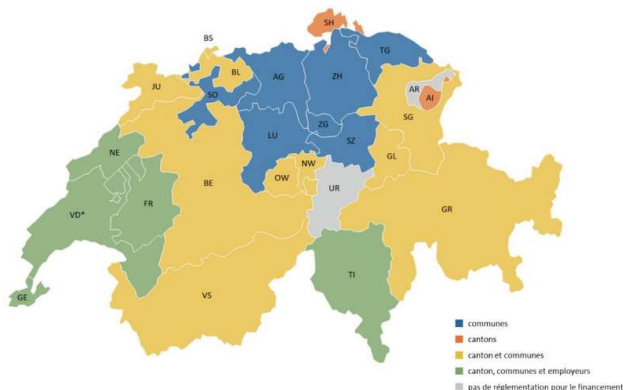 SH
BS
TG
BL
AG
ZH
JU
SO
AR
AI
ZG
SG
LU
SZ
NE
NW
GL
OW
BE
UR
FR
GR
VD*
TI
GE
VS
communes
cantons
canton et communes
canton, communes et employeurs
pas de réglementation pour le financement